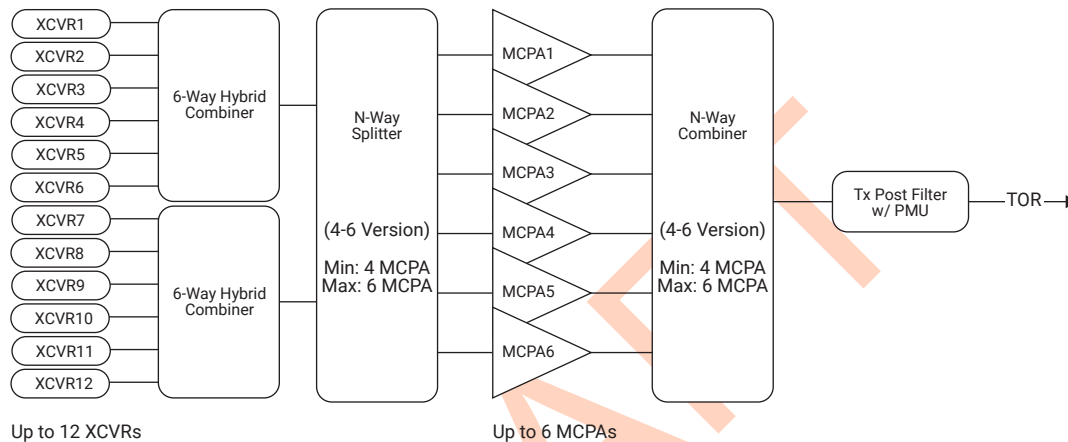 XCVR1
XCVR2
XCVR3
XCVR4
XCVR5
XCVR6
XCVR7
XCVR8
XCVR9
XCVR10
XCVR11
XCVR12
6-Way Hybrid
Combiner
6-Way Hybrid
Combiner
N-Way
Splitter
(4-6 Version)
Min: 4 MCPA
Max: 6 MCPA
MCPA1
MCPA2
MCPA3
MCPA4
MCPA5
MCPA6
N-Way
Combiner
(4-6 Version)
Min: 4 MCPA
Max: 6 MCPA
Tx Post Filter
w/ PMU
TOR
Up to 12 XCVRs
Up to 6 MCPAs